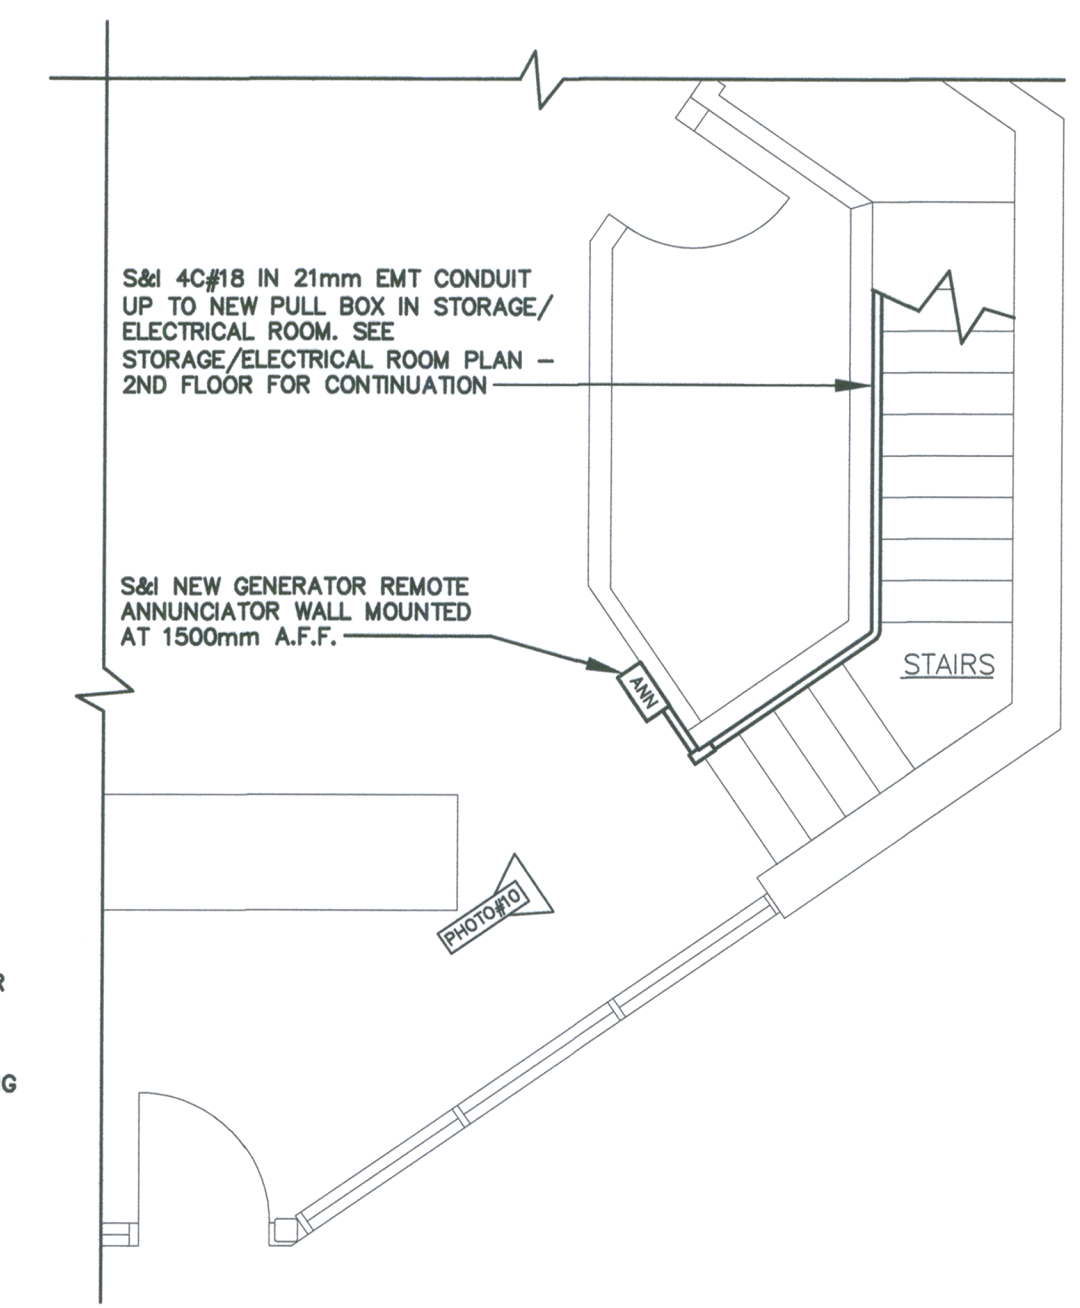 S&I 4C#18 IN 21mm EMT CONDUIT
UP TO NEW PULL BOX IN STORAGE/
ELECTRICAL ROOM. SEE
STORAGE/ELECTRICAL ROOM PLAN –
2ND FLOOR FOR CONTINUATION
S&I NEW GENERATOR REMOTE
ANNUNCIATOR WALL MOUNTED
AT 1500mm A.F.F.
ANN
STAIRS
PHOTO#10
R
G